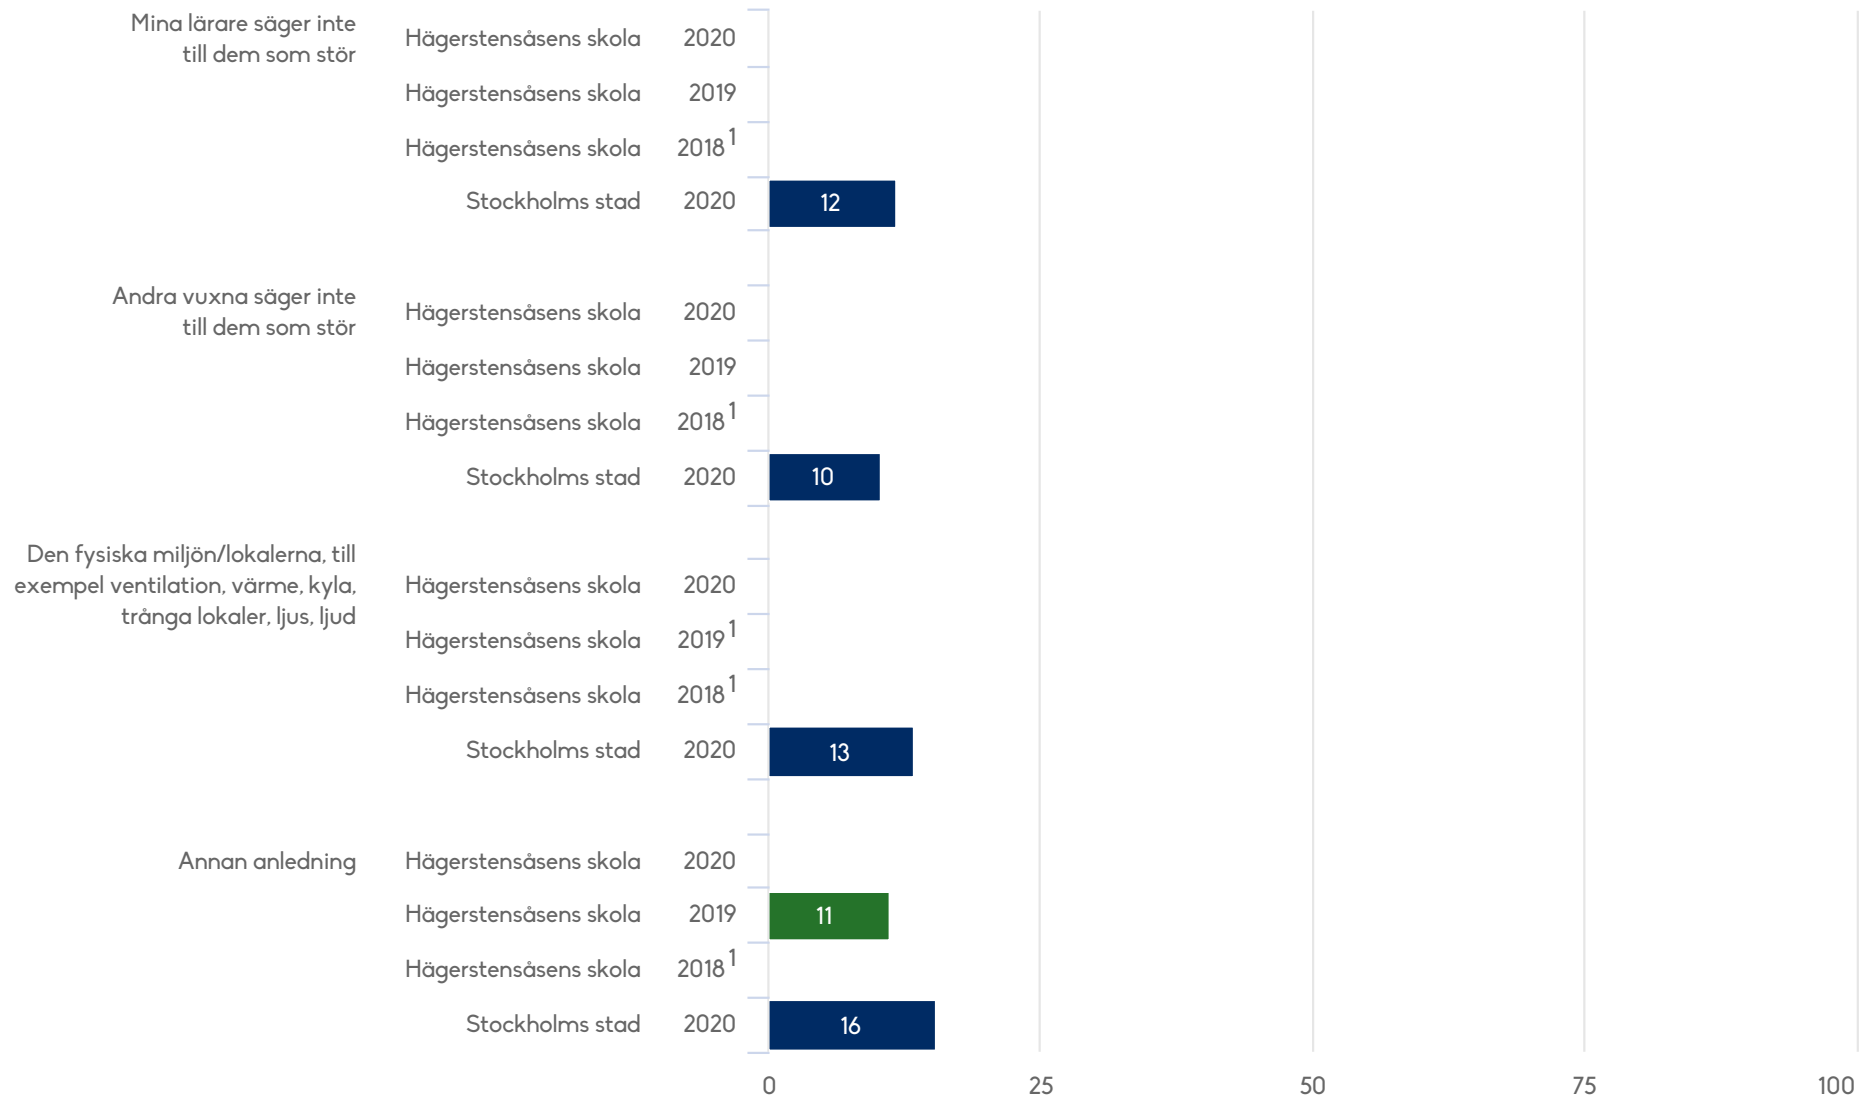 Mina lärare säger inte
till dem som stör
Hägerstensåsens skola 2020
Hägerstensåsens skola 2019
Hägerstensåsens skola 2018 1
Stockholms stad 2020 12
Andra vuxna säger inte
till dem som stör
Hägerstensåsens skola 2020
Hägerstensåsens skola 2019
Hägerstensåsens skola 2018 1
Stockholms stad 2020 10
Den fysiska miljön/lokalerna, till
exempel ventilation, värme, kyla,
trånga lokaler, ljus, ljud
Hägerstensåsens skola 2020
Hägerstensåsens skola 2019 1
Hägerstensåsens skola 2018 1
Stockholms stad 2020 13
Annan anledning Hägerstensåsens skola 2020
Hägerstensåsens skola 2019 11
Hägerstensåsens skola 2018 1
Stockholms stad 2020 16
0 25 50 75 100